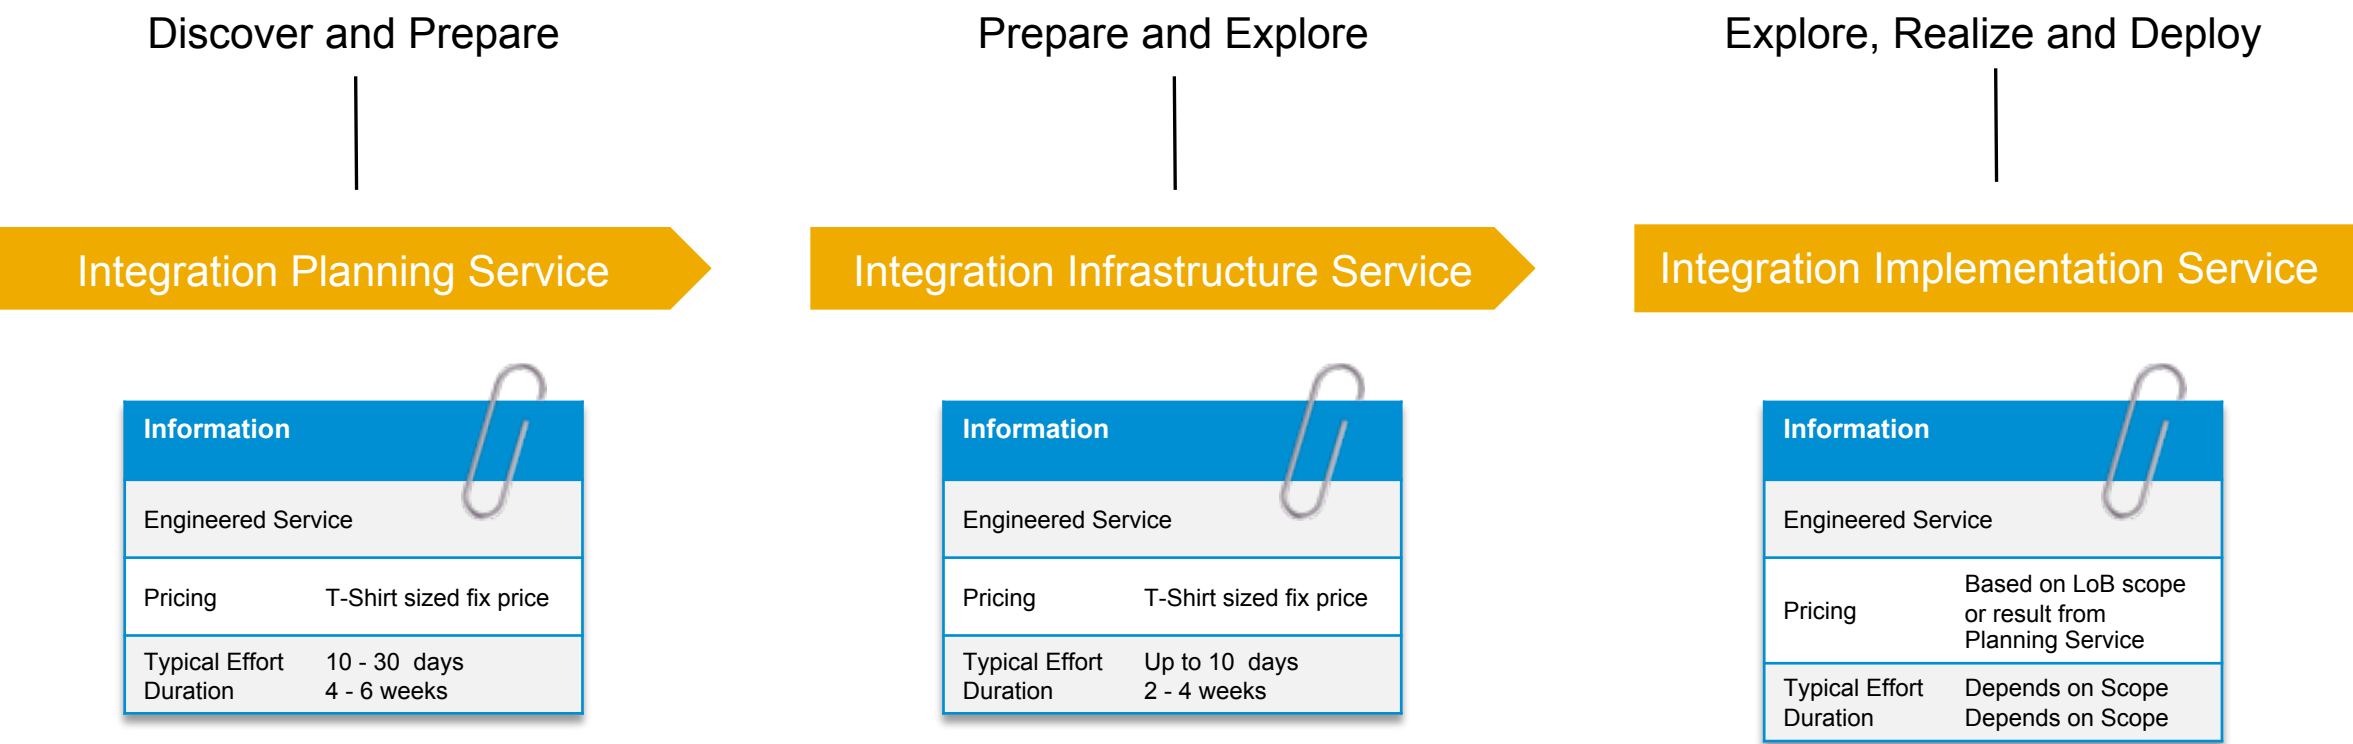 Discover and Prepare
Prepare and Explore
Explore, Realize and Deploy
Integration Planning Service
Integration Infrastructure Service
Integration Implementation Service
Information
Engineered Service
Pricing T-Shirt sized fix price
Typical Effort 10 - 30 days
Duration 4 - 6 weeks
Information
Engineered Service
Pricing T-Shirt sized fix price
Typical Effort Up to 10 days
Duration 2 - 4 weeks
Information
Engineered Service
Pricing
Based on LoB scope
or result from
Planning Service
Typical Effort Depends on Scope
Duration Depends on Scope